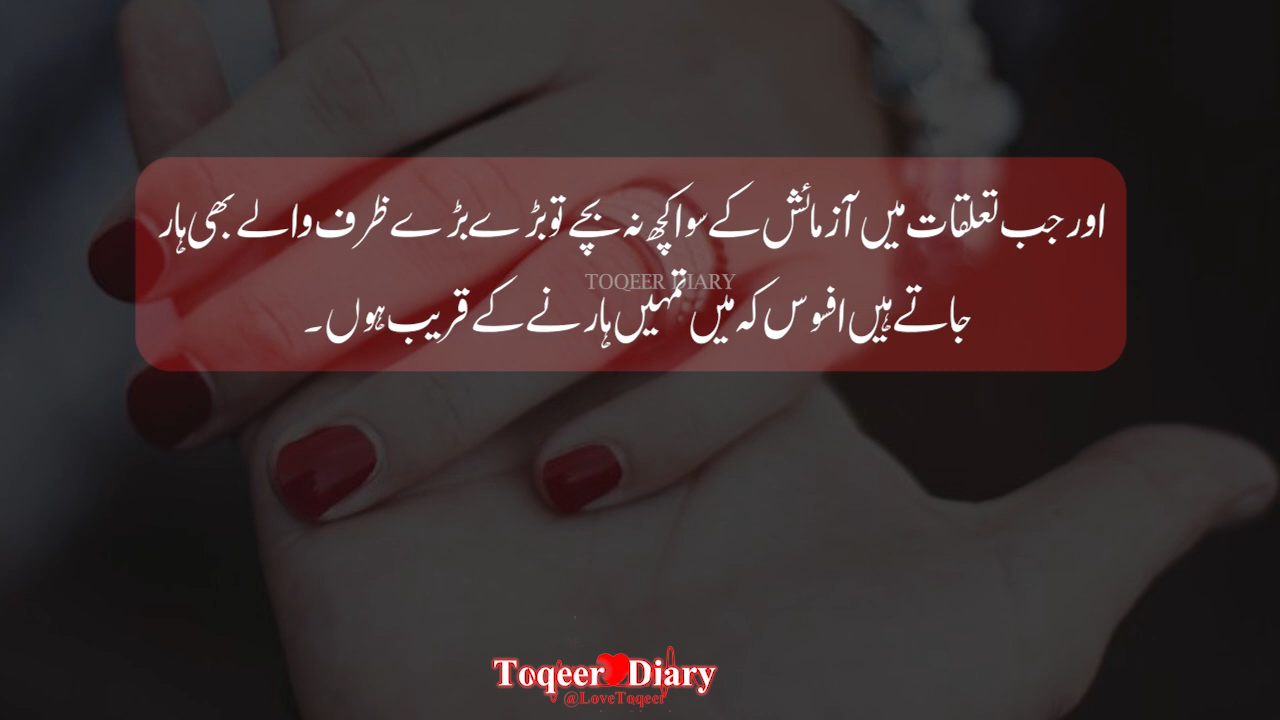 اور جب تعلقات میں آزمائش کے سوا کچھ نہ بچے تو بڑے بڑے ظرف والے بھی ہار
TOQEER DIARY
جاتے ہیں افسوس کہ میں تمہیں ہارنے کے قریب ہوں۔
Toqeer Diary
@LoveToqeer